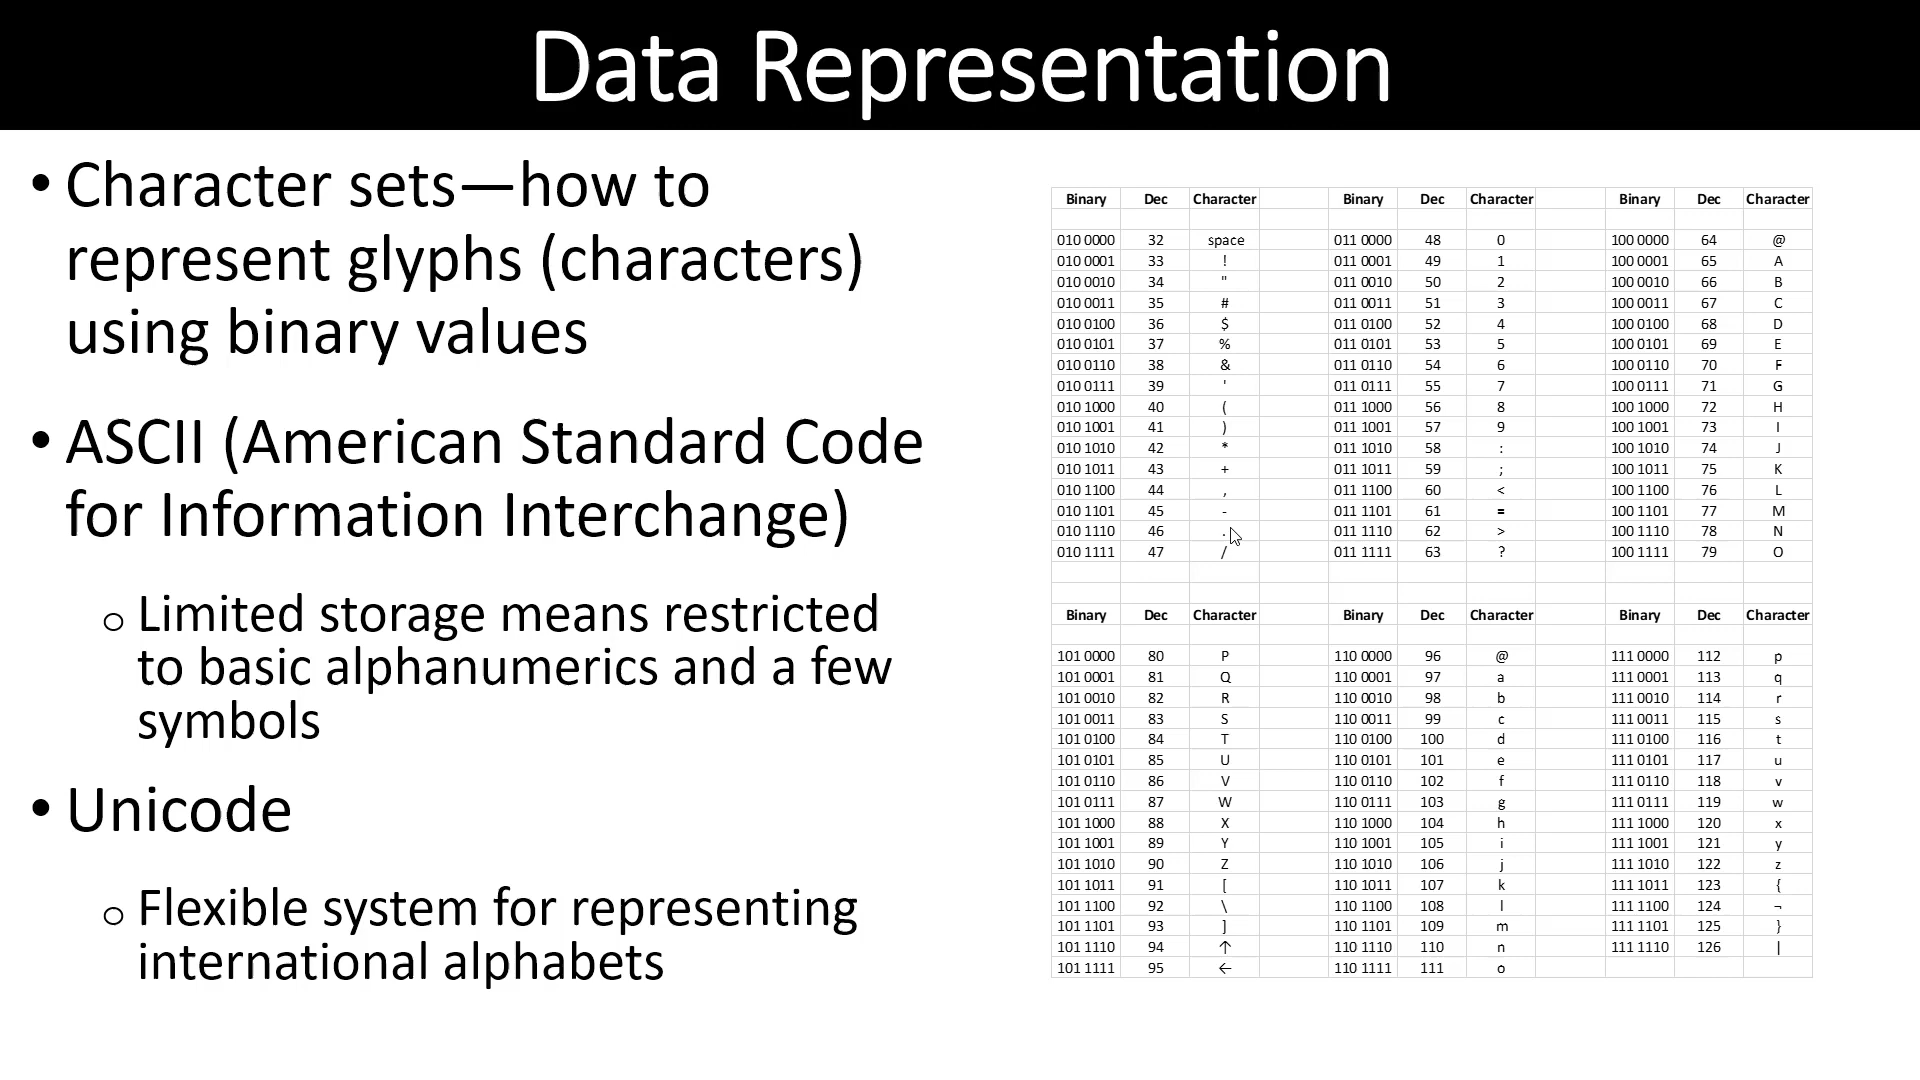 Data Representation
• Character sets—how to
represent glyphs (characters)
using binary values
• ASCII (American Standard Code
for Information Interchange)
o Limited storage means restricted
to basic alphanumerics and a few
symbols
• Unicode
o Flexible system for representing
international alphabets
Binary Dec Character Binary Dec Character Binary Dec Character
010 0000 32 space 011 0000 48 0 100 0000 64 @
010 0001 33 ! 011 0001 49 1 100 0001 65 A
010 0010 34 " 011 0010 50 2 100 0010 66 B
010 0011 35 # 011 0011 51 3 100 0011 67 C
010 0100 36 $ 011 0100 52 4 100 0100 68 D
010 0101 37 % 011 0101 53 5 100 0101 69 E
010 0110 38 & 011 0110 54 6 100 0110 70 F
010 0111 39 ' 011 0111 55 7 100 0111 71 G
010 1000 40 ( 011 1000 56 8 100 1000 72 H
010 1001 41 ) 011 1001 57 9 100 1001 73 I
010 1010 42 * 011 1010 58 : 100 1010 74 J
010 1011 43 + 011 1011 59 ; 100 1011 75 K
010 1100 44 , 011 1100 60 < 100 1100 76 L
010 1101 45 - 011 1101 61 = 100 1101 77 M
010 1110 46 . 011 1110 62 > 100 1110 78 N
010 1111 47 / 011 1111 63 ? 100 1111 79 O
Binary Dec Character Binary Dec Character Binary Dec Character
101 0000 80 P 110 0000 96 @ 111 0000 112 p
101 0001 81 Q 110 0001 97 a 111 0001 113 q
101 0010 82 R 110 0010 98 b 111 0010 114 r
101 0011 83 S 110 0011 99 c 111 0011 115 s
101 0100 84 T 110 0100 100 d 111 0100 116 t
101 0101 85 U 110 0101 101 e 111 0101 117 u
101 0110 86 V 110 0110 102 f 111 0110 118 v
101 0111 87 W 110 0111 103 g 111 0111 119 w
101 1000 88 X 110 1000 104 h 111 1000 120 x
101 1001 89 Y 110 1001 105 i 111 1001 121 y
101 1010 90 Z 110 1010 106 j 111 1010 122 z
101 1011 91 [ 110 1011 107 k 111 1011 123 {
101 1100 92 \ 110 1100 108 l 111 1100 124 ¬
101 1101 93 ] 110 1101 109 m 111 1101 125 }
101 1110 94 ↑ 110 1110 110 n 111 1110 126 |
101 1111 95 ← 110 1111 111 o